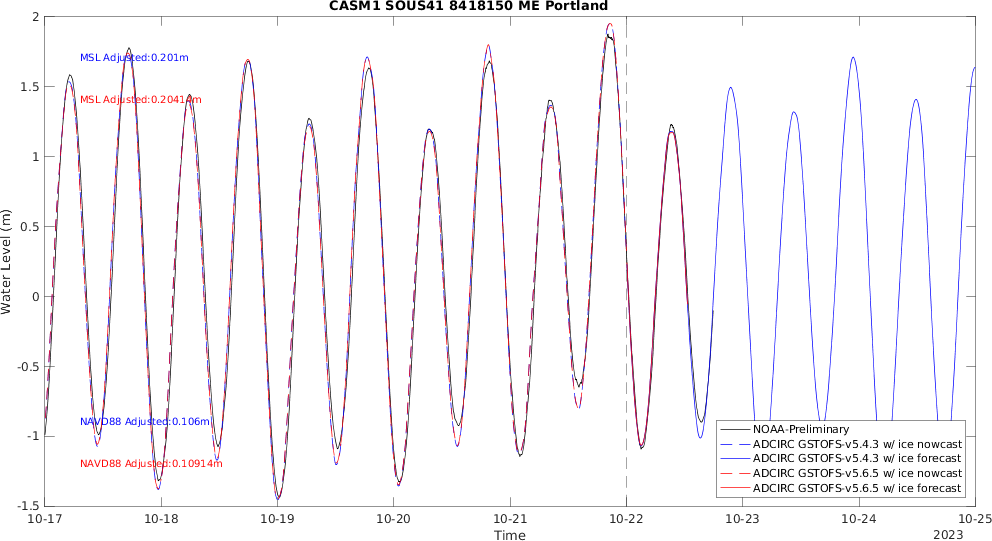 CASM1 SOUS41 8418150 ME Portland
2
1.5
1
0.5
0
-0.5
-1
-1.5
Water Level (m)
MSL Adjusted:0.201m
MSL Adjusted:0.20414m
NAVD88 Adjusted:0.106m
NAVD88 Adjusted:0.10914m
NOAA-Preliminary
ADCIRC GSTOFS-v5.4.3 w/ ice nowcast
ADCIRC GSTOFS-v5.4.3 w/ ice forecast
ADCIRC GSTOFS-v5.6.5 w/ ice nowcast
ADCIRC GSTOFS-v5.6.5 w/ ice forecast
10-17 10-18 10-19 10-20 10-21 10-22 10-23 10-24 10-25
Time
2023